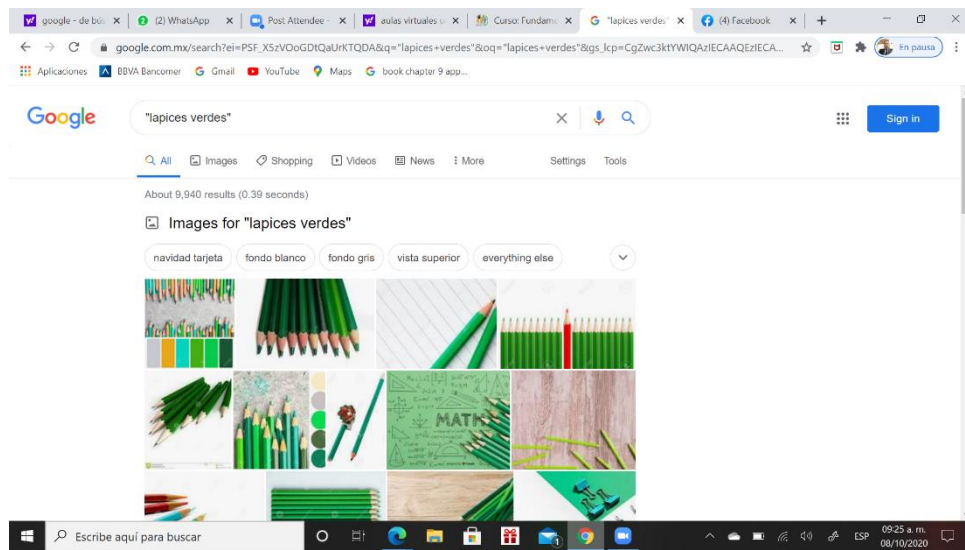 google - de bús
(2) WhatsApp
Post Attendee -
aulas virtuales u
Curso: Fundam
"lapices verdes"
(4) Facebook
google.com.mx/search?ei=PSF_X5zVOoGDtQaUrKTQDA&q="lapices+verdes"&oq="lapices+verdes"&gs_lcp=CgZwc3ktYWIQAzIECAAQEzIECA...
En pausa
Aplicaciones
BBVA Bancomer
Gmail
YouTube
Maps
book chapter 9 app...
Google
"lapices verdes"
Sign in
All
Images
Shopping
Videos
News
More
Settings
Tools
About 9,940 results (0.39 seconds)
Images for "lapices verdes"
navidad tarjeta
fondo blanco
fondo gris
vista superior
everything else
MATH
Escribe aquí para buscar
ESP
09:25 a. m.
08/10/2020